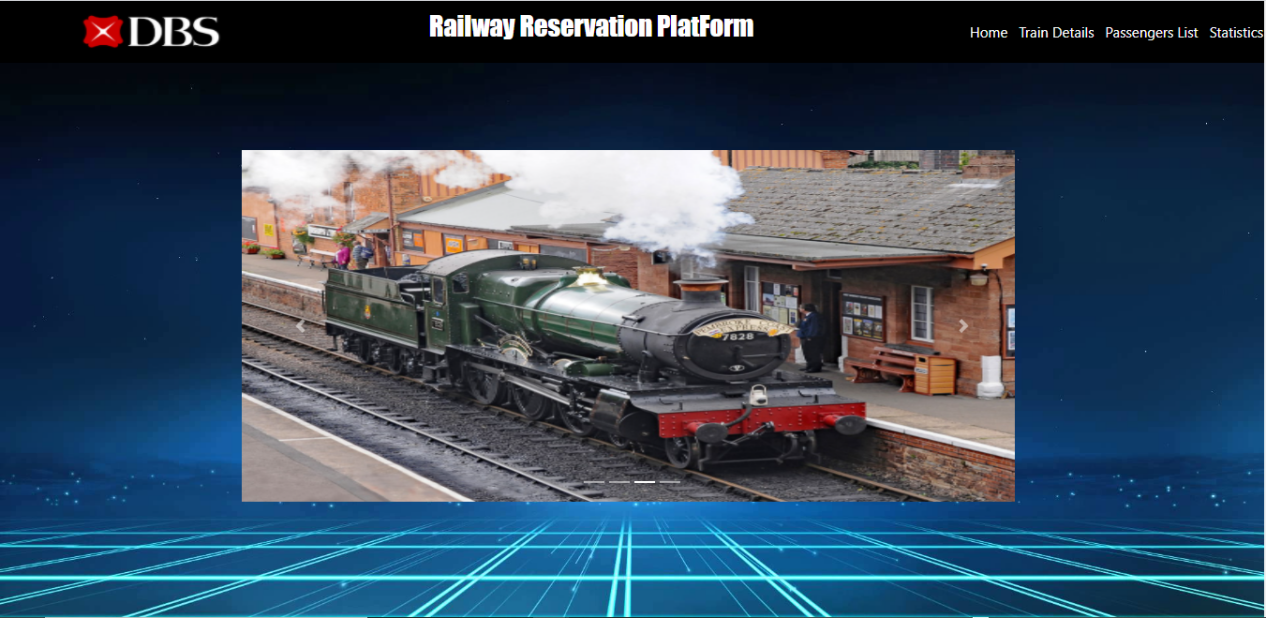 DBS
Railway Reservation PlatForm
Home Train Details Passengers List Statistics
7828